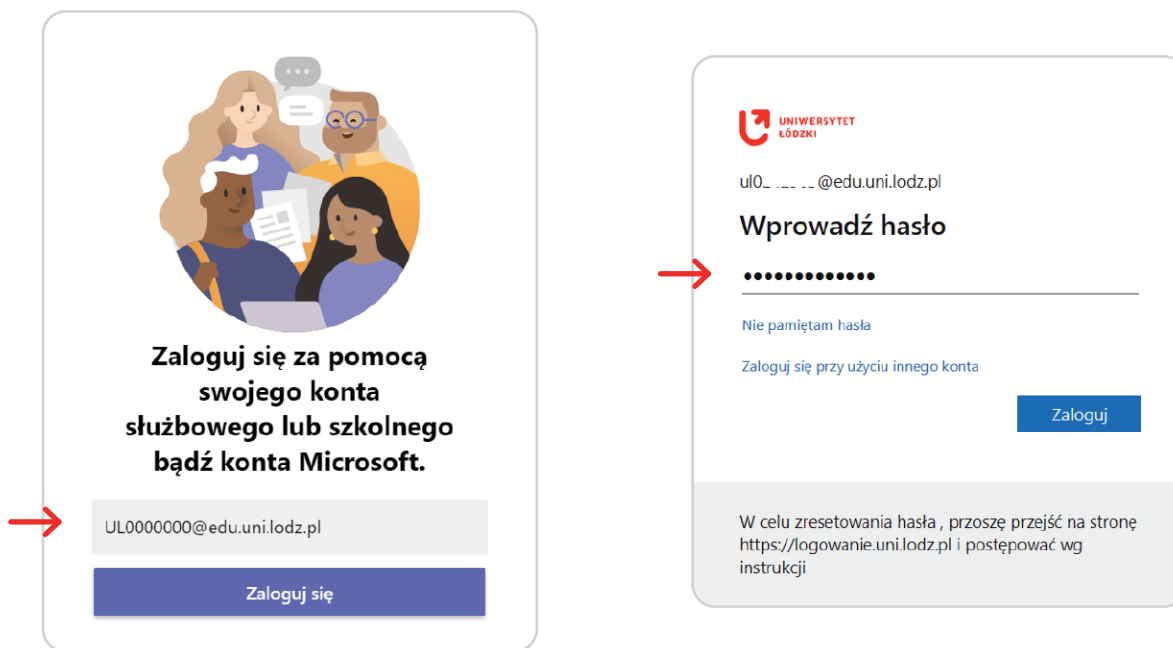 Zaloguj się za pomocą
swojego konta
służbowego lub szkolnego
bądź konta Microsoft.
UL0000000@edu.uni.lodz.pl
Zaloguj się
UNIWERSYTET
ŁÓDZKI
@edu.uni.lodz.pl
Wprowadź hasło
Nie pamiętam hasła
Zaloguj się przy użyciu innego konta
Zaloguj
W celu zresetowania hasła , przoszę przejść na stronę
https://logowanie.uni.lodz.pl i postępować wg
instrukcji